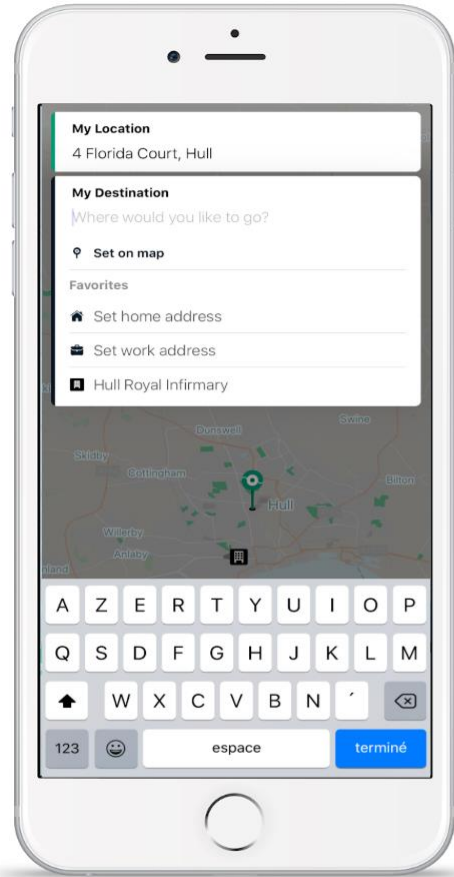 My Location
4 Florida Court, Hull
My Destination
Where would you like to go?
Set on map
Favorites
Set home address
Set work address
Hull Royal Infirmary
Dunswell
Swine
Skidby
Cottingham
Bilton
Hull
Willerby
Anlaby
A Z E R T Y U I O P
Q S D F G H J K L M
W X C V B N ´
123 espace terminé